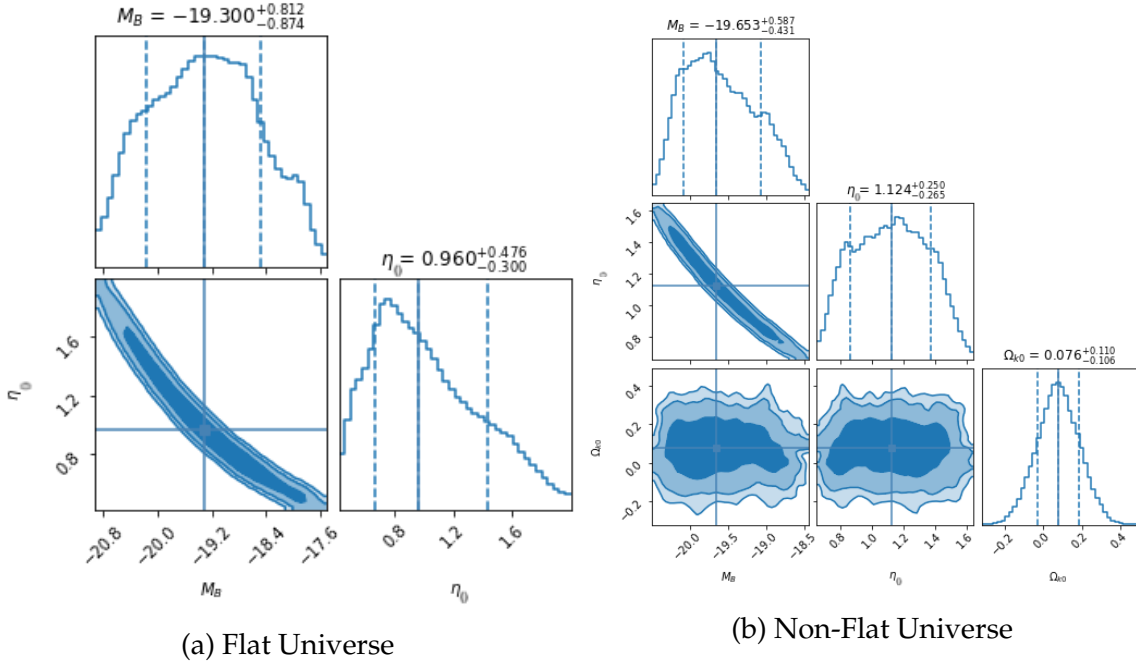 M_B = −19.300^{+0.812}_{−0.874}
η_0 = 0.960^{+0.476}_{−0.300}
1.6
1.2
0.8
η_0
−20.8
−20.0
−19.2
−18.4
−17.6
M_B
0.8
1.2
1.6
η_0
(a) Flat Universe
M_B = −19.653^{+0.587}_{−0.431}
η_0 = 1.124^{+0.250}_{−0.265}
1.6
1.4
1.2
1.0
0.8
η_0
Ω_{k0} = 0.076^{+0.110}_{−0.106}
0.4
0.2
0.0
−0.2
Ω_{k0}
−20.0
−19.5
−19.0
−18.5
M_B
0.8
1.0
1.2
1.4
1.6
η_0
−0.2
0.0
0.2
0.4
Ω_{k0}
(b) Non-Flat Universe